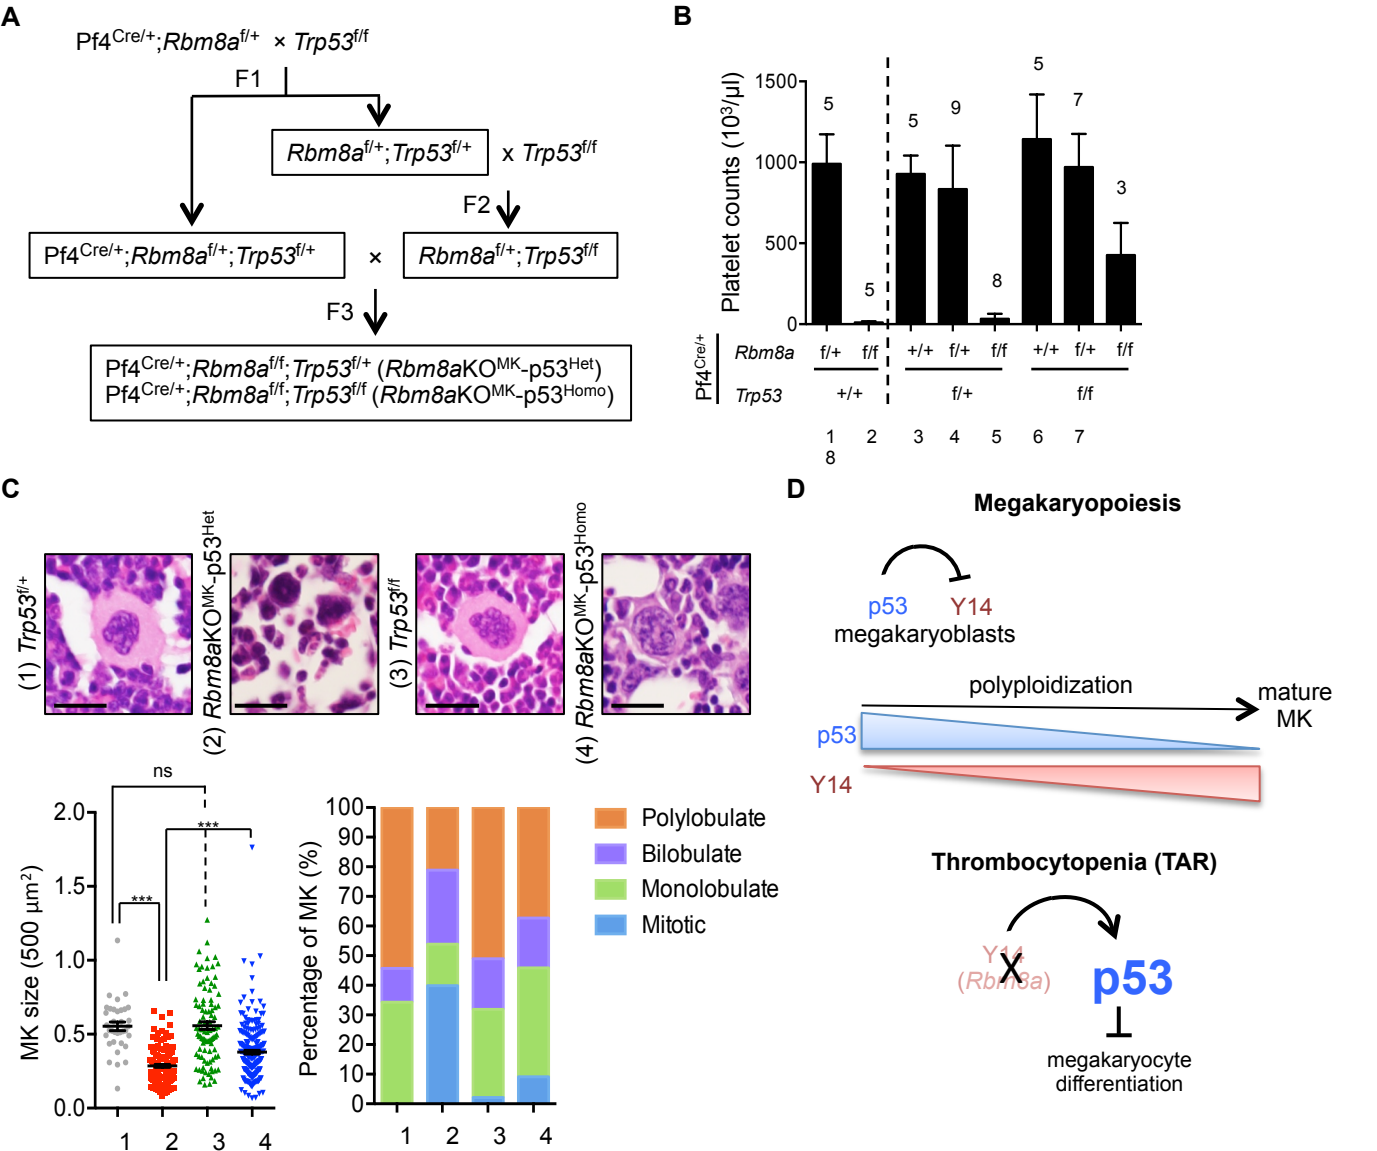 A
Pf4Cre/+;Rbm8af/+ × Trp53f/f
F1
Rbm8af/+;Trp53f/+ x Trp53f/f
F2
Pf4Cre/+;Rbm8af/+;Trp53f/+ × Rbm8af/+;Trp53f/f
F3
Pf4Cre/+;Rbm8af/f;Trp53f/+ (Rbm8aKOMK-p53Het)
Pf4Cre/+;Rbm8af/f;Trp53f/f (Rbm8aKOMK-p53Homo)
B
Platelet counts (10³/µl)
1500
1000
500
0
5 5 5 9 8 5 7 3
Pf4Cre/+
Rbm8a f/+ f/f +/+ f/+ f/f +/+ f/+ f/f
Trp53 +/+ f/+ f/f
1 2 3 4 5 6 7
8
C
(1) Trp53f/+
(2) Rbm8aKOMK-p53Het
(3) Trp53f/f
(4) Rbm8aKOMK-p53Homo
MK size (500 µm²)
2.0
1.5
1.0
0.5
0.0
ns
***
***
1 2 3 4
Percentage of MK (%)
100
90
80
70
60
50
40
30
20
10
0
1 2 3 4
Polylobulate
Bilobulate
Monolobulate
Mitotic
D
Megakaryopoiesis
p53 Y14
megakaryoblasts
polyploidization
mature
MK
p53
Y14
Thrombocytopenia (TAR)
Y14
(Rbm8a)
X
p53
megakaryocyte
differentiation